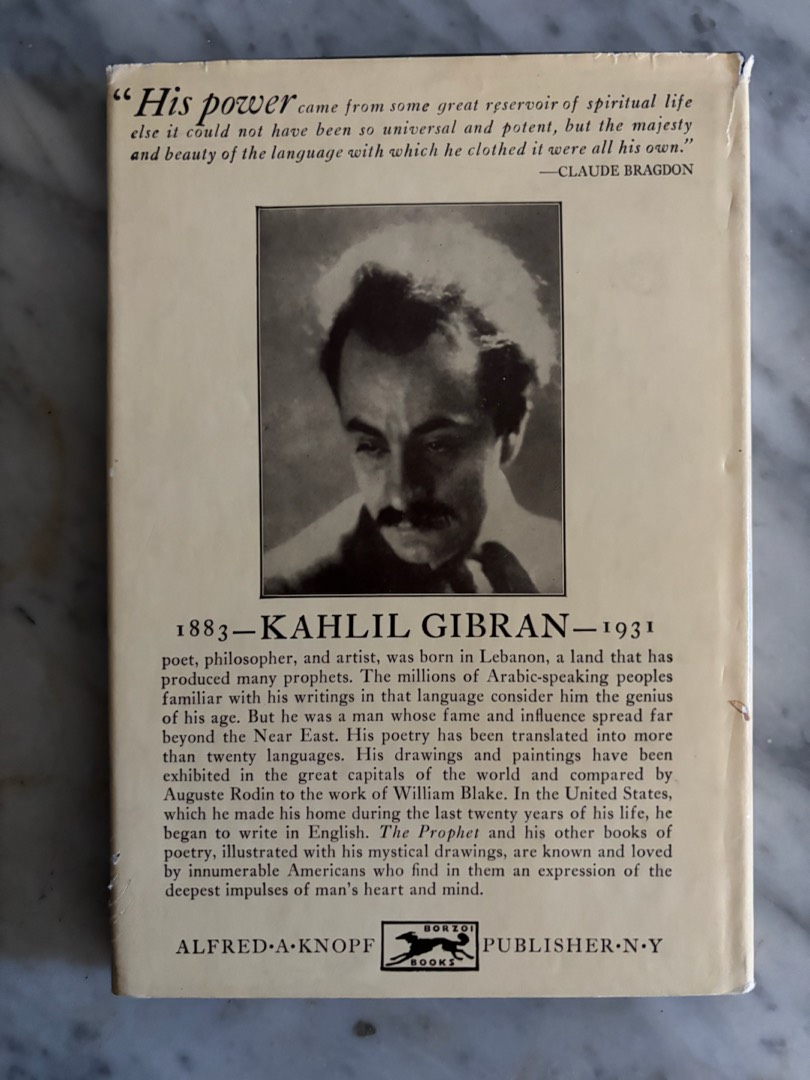 “His power came from some great reservoir of spiritual life
else it could not have been so universal and potent, but the majesty
and beauty of the language with which he clothed it were all his own.”
—CLAUDE BRAGDON
1883—KAHLIL GIBRAN—1931
poet, philosopher, and artist, was born in Lebanon, a land that has
produced many prophets. The millions of Arabic-speaking peoples
familiar with his writings in that language consider him the genius
of his age. But he was a man whose fame and influence spread far
beyond the Near East. His poetry has been translated into more
than twenty languages. His drawings and paintings have been
exhibited in the great capitals of the world and compared by
Auguste Rodin to the work of William Blake. In the United States,
which he made his home during the last twenty years of his life, he
began to write in English. The Prophet and his other books of
poetry, illustrated with his mystical drawings, are known and loved
by innumerable Americans who find in them an expression of the
deepest impulses of man's heart and mind.
ALFRED·A·KNOPF BORZOI BOOKS PUBLISHER·N·Y